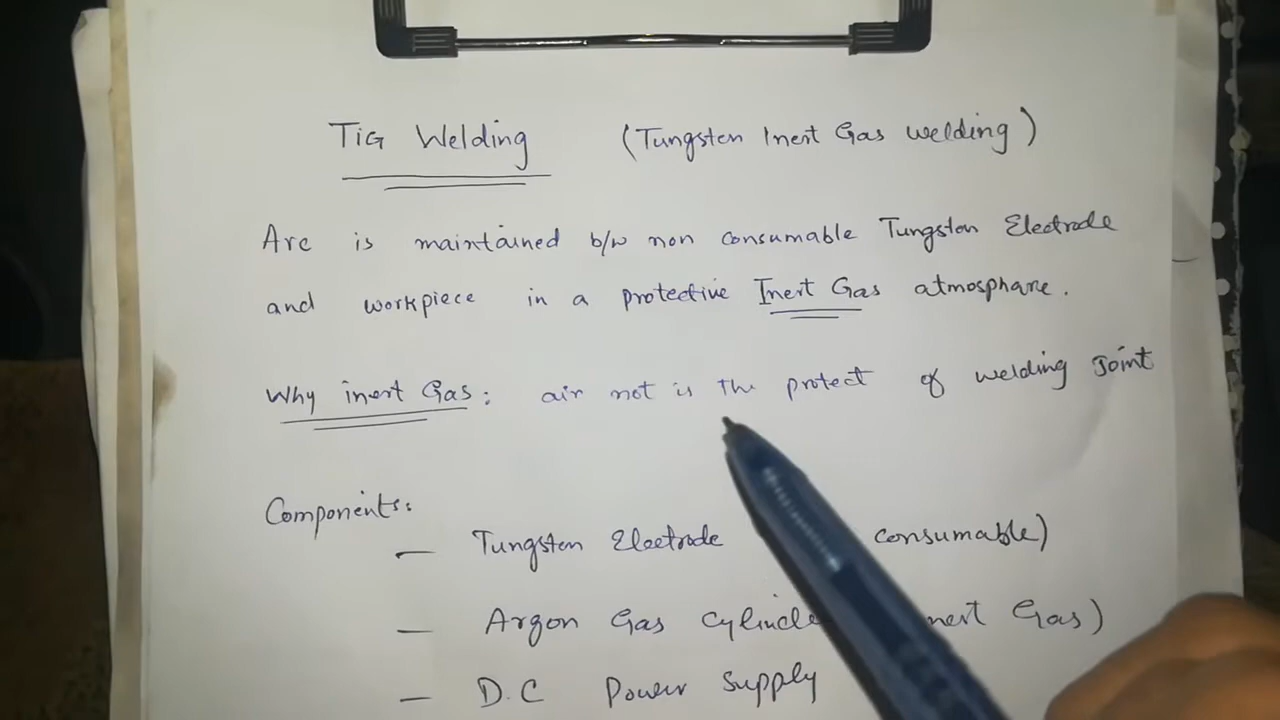 TIG Welding (Tungsten Inert Gas welding)
Arc is maintained b/w non consumable Tungsten Electrode
and workpiece in a protective Inert Gas atmosphare.
Why inert Gas: air not is the protect of welding Joint
Components:
— Tungsten Electrode consumable)
— Argon Gas Cylinde nert Gas)
— D.C Power Supply